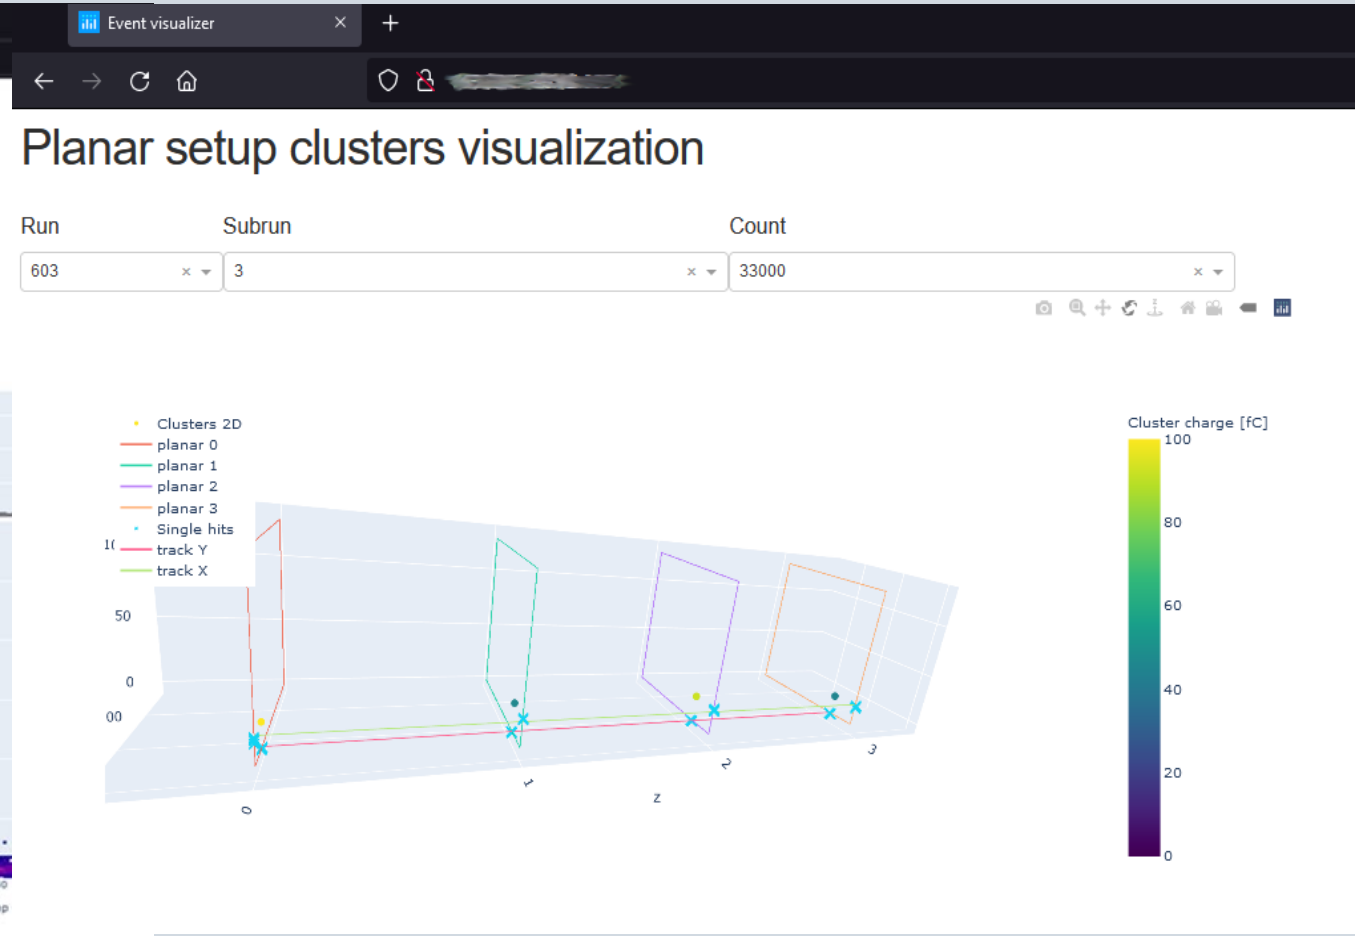 Event visualizer
Planar setup clusters visualization
Run Subrun Count
603 3 33000
Clusters 2D
planar 0
planar 1
planar 2
planar 3
Single hits
track Y
track X
50
0
00
0
1
2
3
z
Cluster charge [fC]
100
80
60
40
20
0